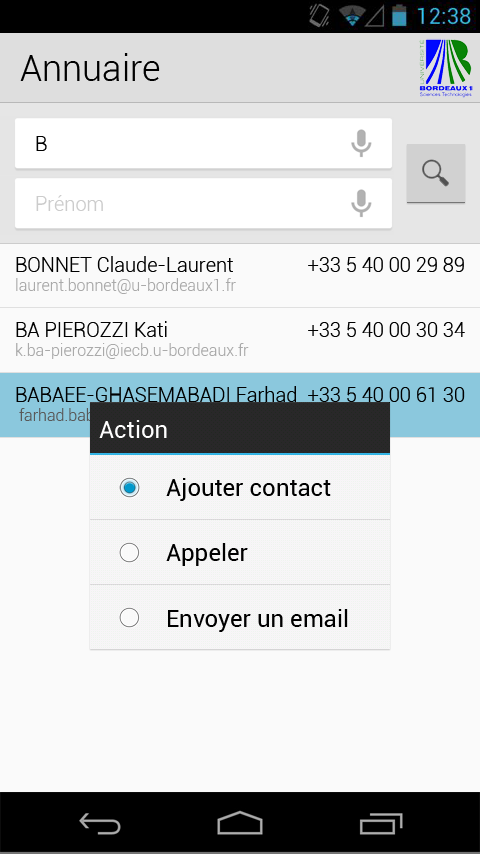 12:38
Annuaire
UNIVERSITÉ
BORDEAUX 1
Sciences Technologies
B
Prénom
BONNET Claude-Laurent +33 5 40 00 29 89
laurent.bonnet@u-bordeaux1.fr
BA PIEROZZI Kati +33 5 40 00 30 34
k.ba-pierozzi@iecb.u-bordeaux.fr
BABAEE-GHASEMABADI Farhad +33 5 40 00 61 30
farhad.bab
Action
Ajouter contact
Appeler
Envoyer un email